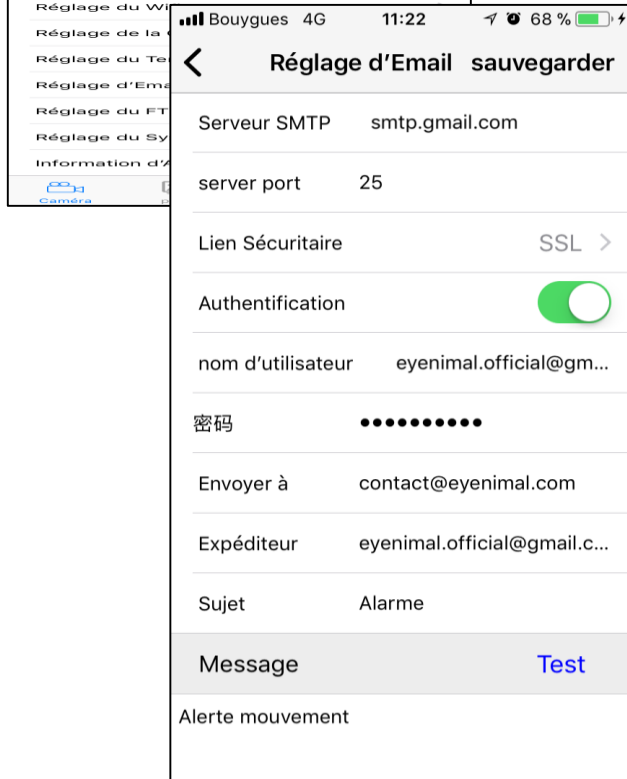 Réglage du Wi
Réglage de la
Réglage du Te
Réglage d'Ema
Réglage du FT
Réglage du Sy
Information d'A
Caméra
Bouygues 4G 11:22 68 %
Réglage d'Email sauvegarder
Serveur SMTP smtp.gmail.com
server port 25
Lien Sécuritaire SSL
Authentification
nom d'utilisateur eyenimal.official@gm...
密码 ••••••••••
Envoyer à contact@eyenimal.com
Expéditeur eyenimal.official@gmail.c...
Sujet Alarme
Message Test
Alerte mouvement